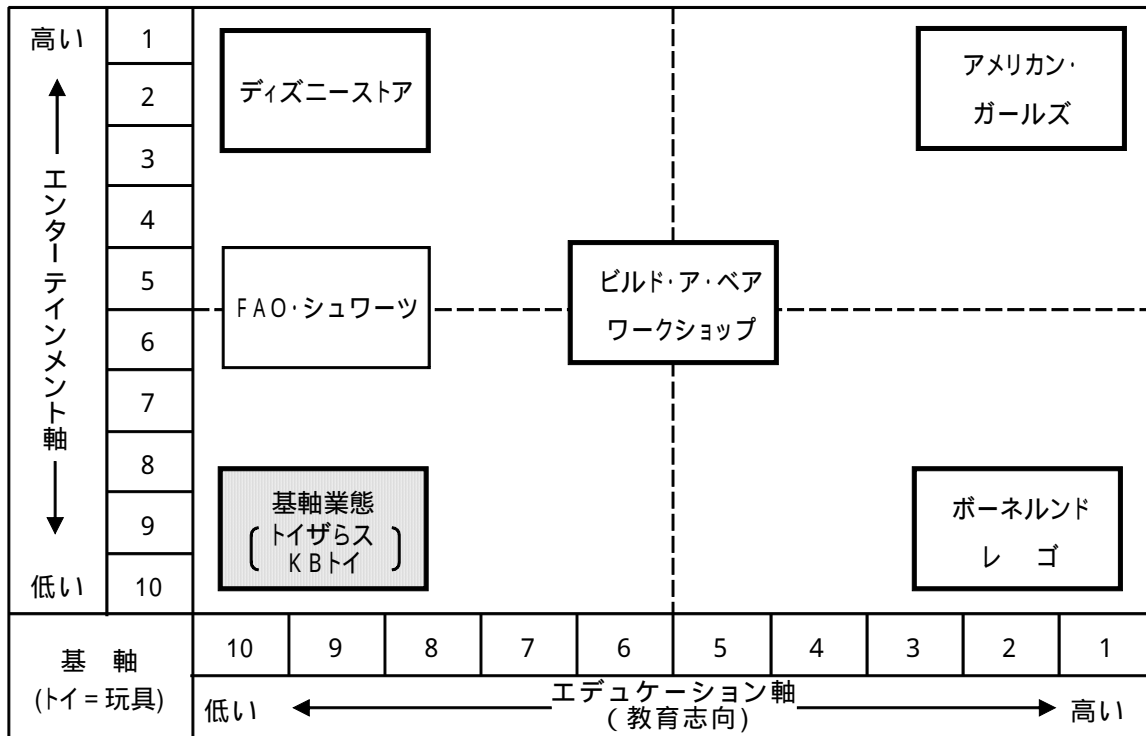 高い
1
2
3
4
5
6
7
8
9
10
エンターテインメント軸
低い
ディズニーストア
アメリカン・
ガールズ
FAO・シュワーツ
ビルド・ア・ベア
ワークショップ
基軸業態
トイザらス
KBトイ
ボーネルンド
レ ゴ
基 軸
(トイ=玩具)
10 9 8 7 6 5 4 3 2 1
低い エデュケーション軸 高い
(教育志向)